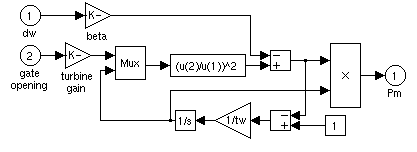 1
dw
K-
beta
2
gate
opening
K-
turbine
gain
Mux
(u(2)/u(1))^2
−
+
×
1
Pm
1/s
1/tw
−
+
1